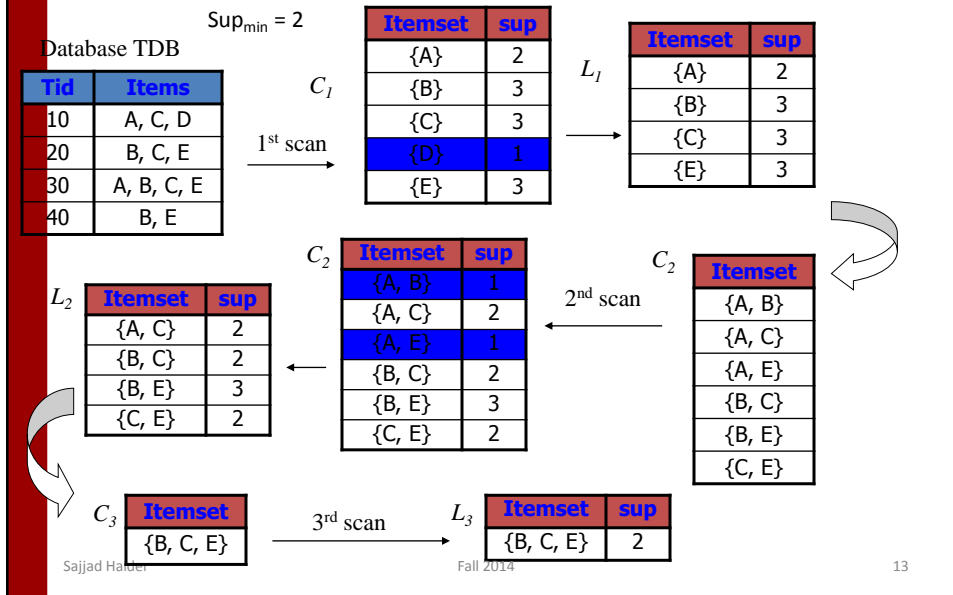 Sup_min = 2
Database TDB
Tid Items
10 A, C, D
20 B, C, E
30 A, B, C, E
40 B, E
1st scan
C1
Itemset sup
{A} 2
{B} 3
{C} 3
{D} 1
{E} 3
L1
Itemset sup
{A} 2
{B} 3
{C} 3
{E} 3
C2
Itemset
{A, B}
{A, C}
{A, E}
{B, C}
{B, E}
{C, E}
2nd scan
C2
Itemset sup
{A, B} 1
{A, C} 2
{A, E} 1
{B, C} 2
{B, E} 3
{C, E} 2
L2
Itemset sup
{A, C} 2
{B, C} 2
{B, E} 3
{C, E} 2
C3
Itemset
{B, C, E}
3rd scan
L3
Itemset sup
{B, C, E} 2
Sajjad Haider
Fall 2014
13